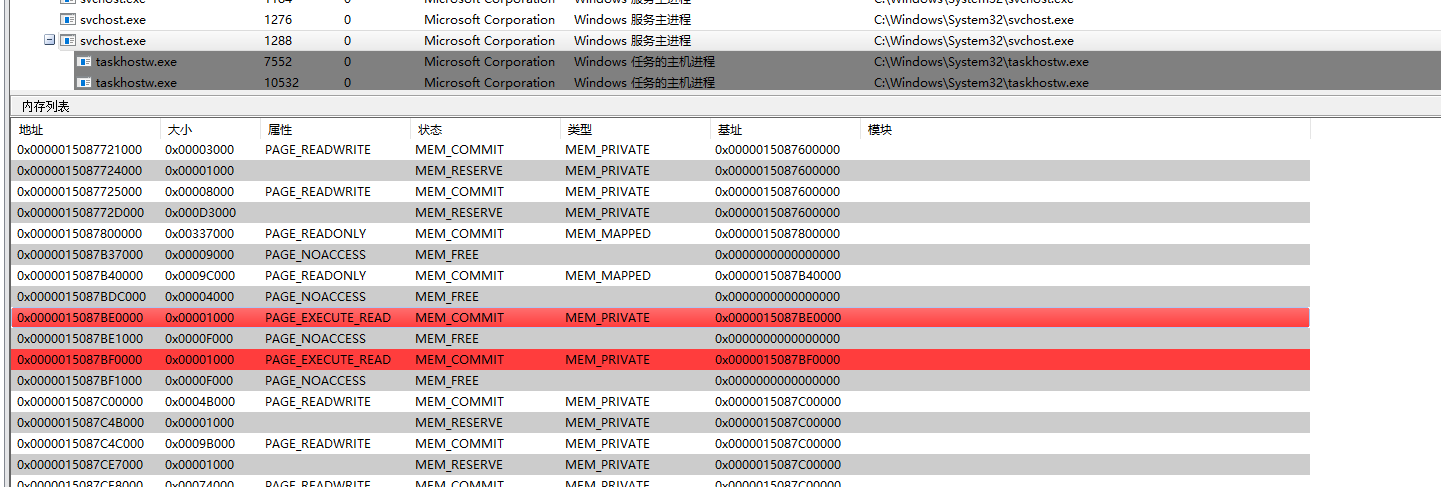 svchost.exe 1184 0 Microsoft Corporation Windows 服务主进程 C:\Windows\System32\svchost.exe
svchost.exe 1276 0 Microsoft Corporation Windows 服务主进程 C:\Windows\System32\svchost.exe
svchost.exe 1288 0 Microsoft Corporation Windows 服务主进程 C:\Windows\System32\svchost.exe
taskhostw.exe 7552 0 Microsoft Corporation Windows 任务的主机进程 C:\Windows\System32\taskhostw.exe
taskhostw.exe 10532 0 Microsoft Corporation Windows 任务的主机进程 C:\Windows\System32\taskhostw.exe
内存列表
地址 大小 属性 状态 类型 基址 模块
0x0000015087721000 0x00003000 PAGE_READWRITE MEM_COMMIT MEM_PRIVATE 0x0000015087600000
0x0000015087724000 0x00001000 MEM_RESERVE MEM_PRIVATE 0x0000015087600000
0x0000015087725000 0x00008000 PAGE_READWRITE MEM_COMMIT MEM_PRIVATE 0x0000015087600000
0x000001508772D000 0x000D3000 MEM_RESERVE MEM_PRIVATE 0x0000015087600000
0x0000015087800000 0x00337000 PAGE_READONLY MEM_COMMIT MEM_MAPPED 0x0000015087800000
0x0000015087B37000 0x00009000 PAGE_NOACCESS MEM_FREE 0x0000000000000000
0x0000015087B40000 0x0009C000 PAGE_READONLY MEM_COMMIT MEM_MAPPED 0x0000015087B40000
0x0000015087BDC000 0x00004000 PAGE_NOACCESS MEM_FREE 0x0000000000000000
0x0000015087BE0000 0x00001000 PAGE_EXECUTE_READ MEM_COMMIT MEM_PRIVATE 0x0000015087BE0000
0x0000015087BE1000 0x0000F000 PAGE_NOACCESS MEM_FREE 0x0000000000000000
0x0000015087BF0000 0x00001000 PAGE_EXECUTE_READ MEM_COMMIT MEM_PRIVATE 0x0000015087BF0000
0x0000015087BF1000 0x0000F000 PAGE_NOACCESS MEM_FREE 0x0000000000000000
0x0000015087C00000 0x0004B000 PAGE_READWRITE MEM_COMMIT MEM_PRIVATE 0x0000015087C00000
0x0000015087C4B000 0x00001000 MEM_RESERVE MEM_PRIVATE 0x0000015087C00000
0x0000015087C4C000 0x0009B000 PAGE_READWRITE MEM_COMMIT MEM_PRIVATE 0x0000015087C00000
0x0000015087CE7000 0x00001000 MEM_RESERVE MEM_PRIVATE 0x0000015087C00000
0x0000015087CE8000 0x00074000 PAGE_READWRITE MEM_COMMIT MEM_PRIVATE 0x0000015087C00000